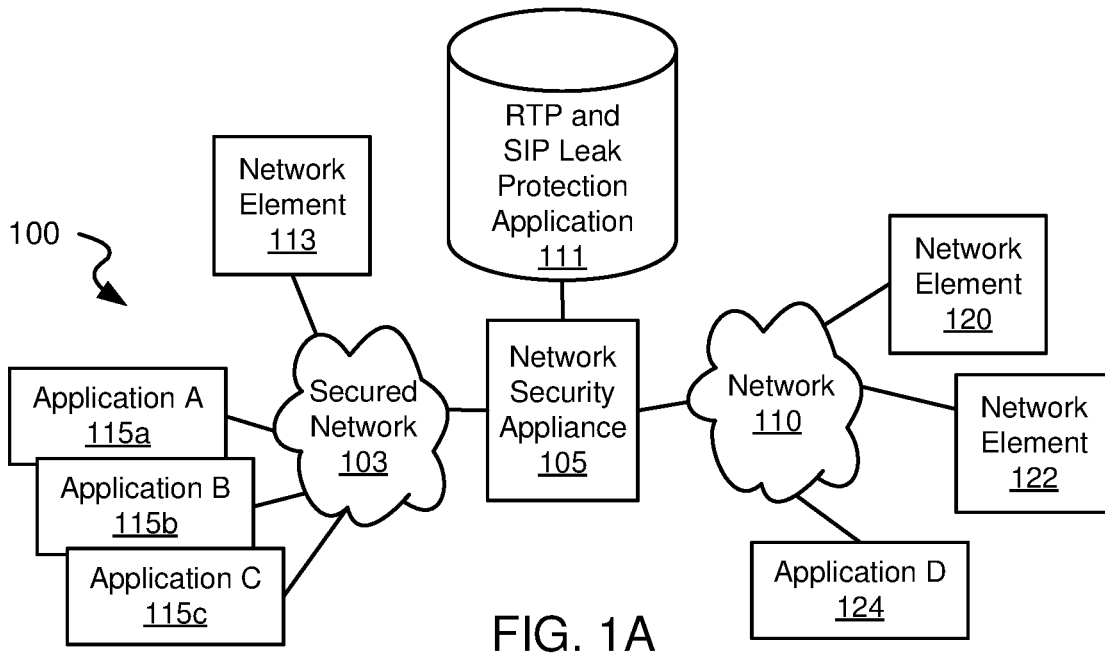 RTP and
SIP Leak
Protection
Application
111
Network
Element
113
100
Network
Element
120
Application A
115a
Secured
Network
103
Network
Security
Appliance
105
Network
110
Application B
115b
Network
Element
122
Application C
115c
Application D
124
FIG. 1A